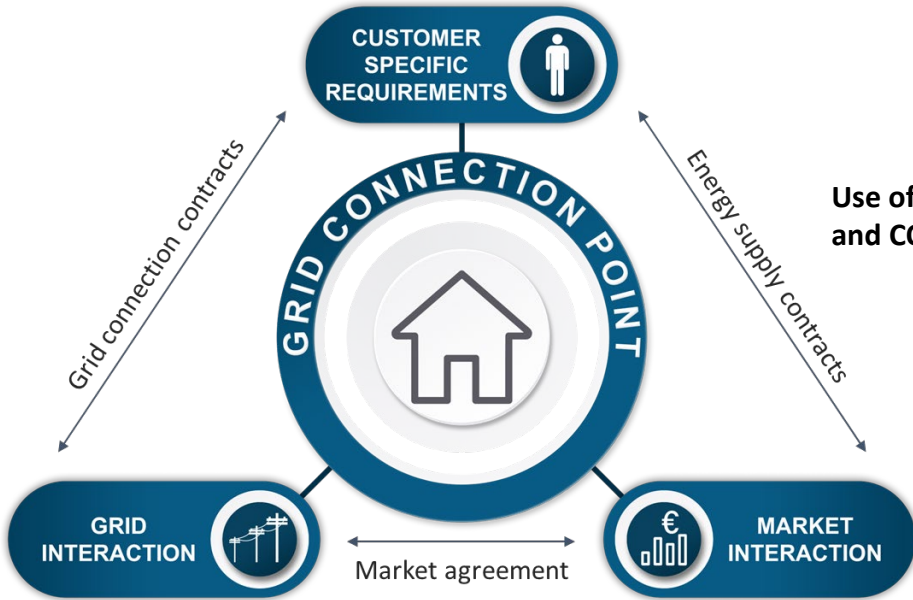 CUSTOMER
SPECIFIC
REQUIREMENTS
Grid connection contracts
GRID CONNECTION POINT
Energy supply contracts
Use of
and
GRID
INTERACTION
Market agreement
€
MARKET
INTERACTION